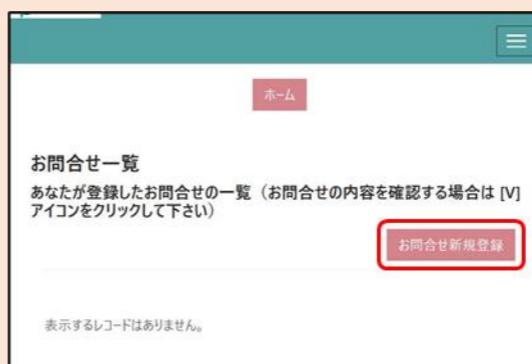 ホーム
お問合せ一覧
あなたが登録したお問合せの一覧（お問合せの内容を確認する場合は [V]
アイコンをクリックして下さい）
お問合せ新規登録
表示するレコードはありません。